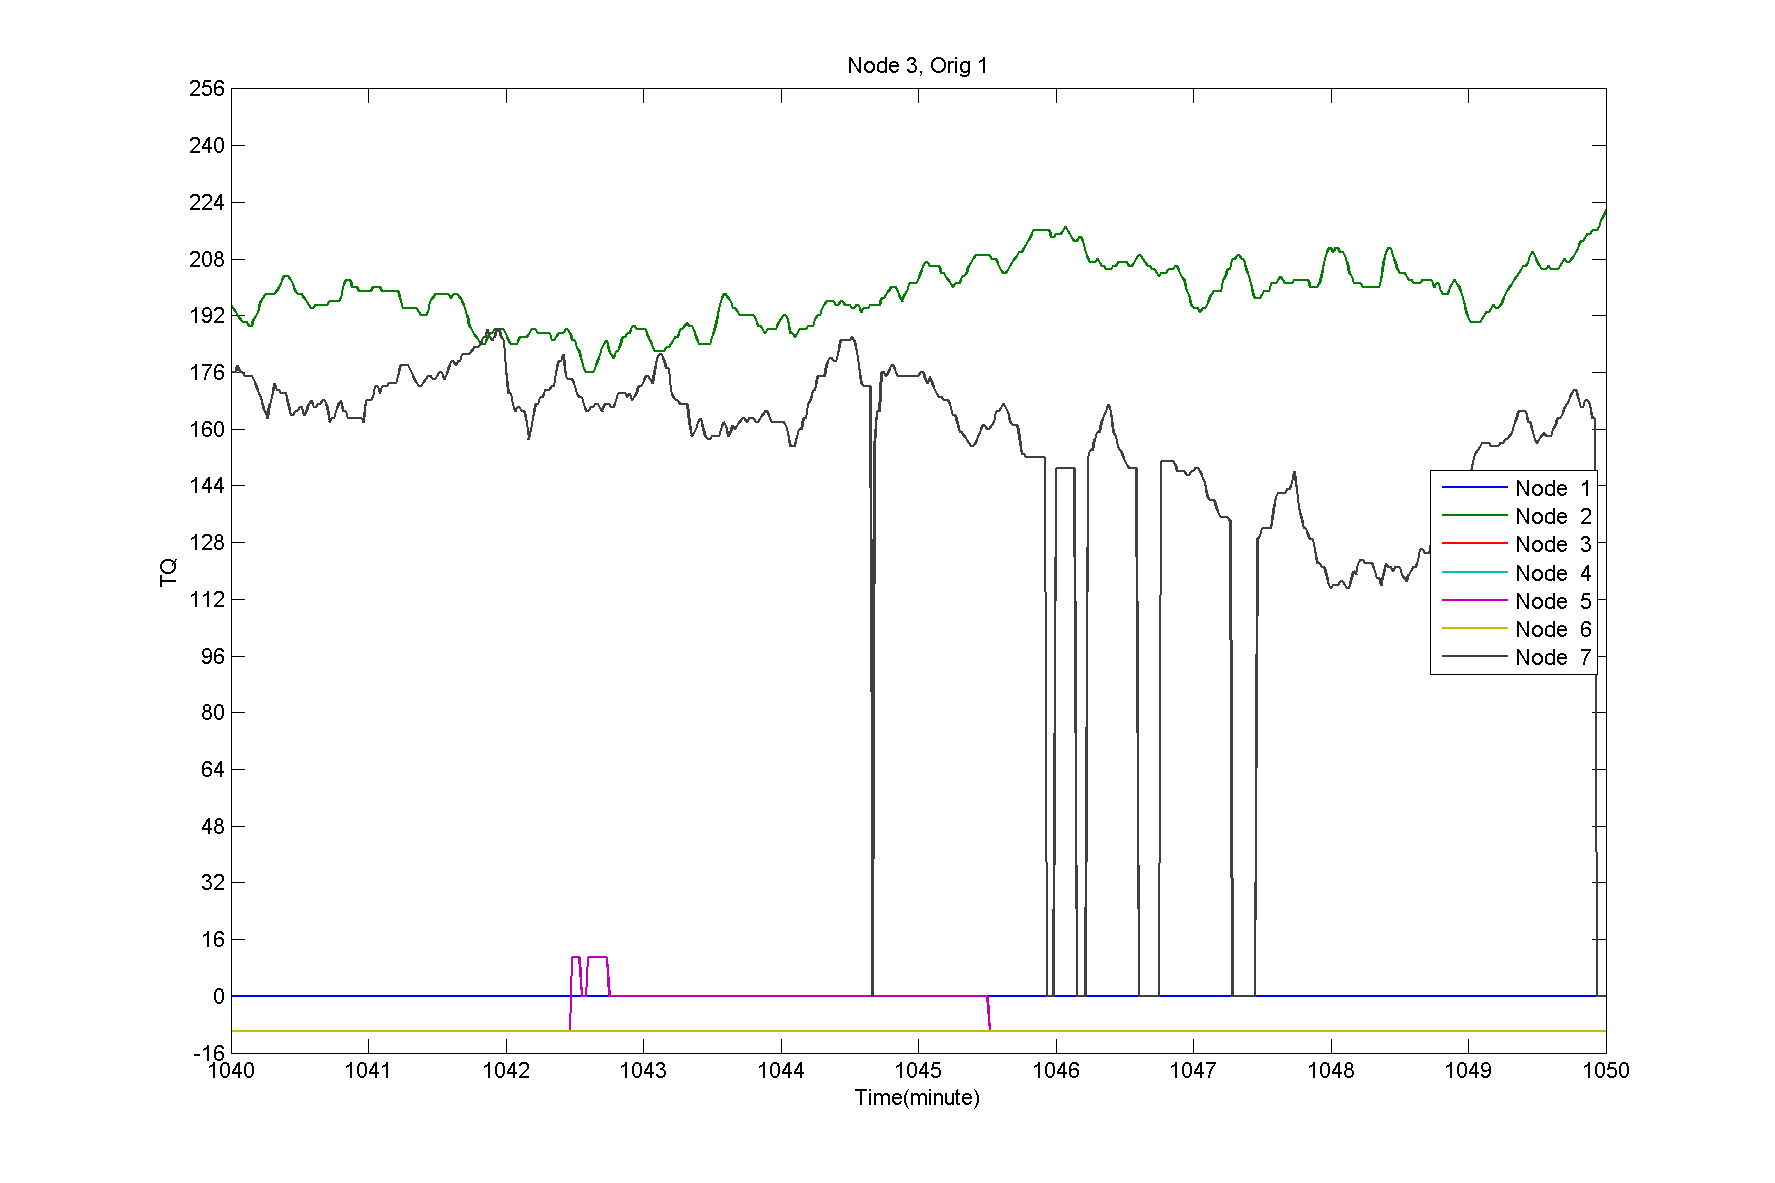 Node 3, Orig 1
256
240
224
208
192
176
160
144
128
112
96
80
64
48
32
16
0
-16
TQ
Node 1
Node 2
Node 3
Node 4
Node 5
Node 6
Node 7
1040 1041 1042 1043 1044 1045 1046 1047 1048 1049 1050
Time(minute)